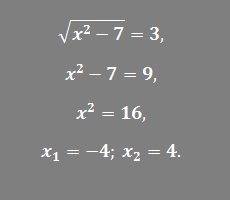 √(x² − 7) = 3,
x² − 7 = 9,
x² = 16,
x₁ = −4; x₂ = 4.